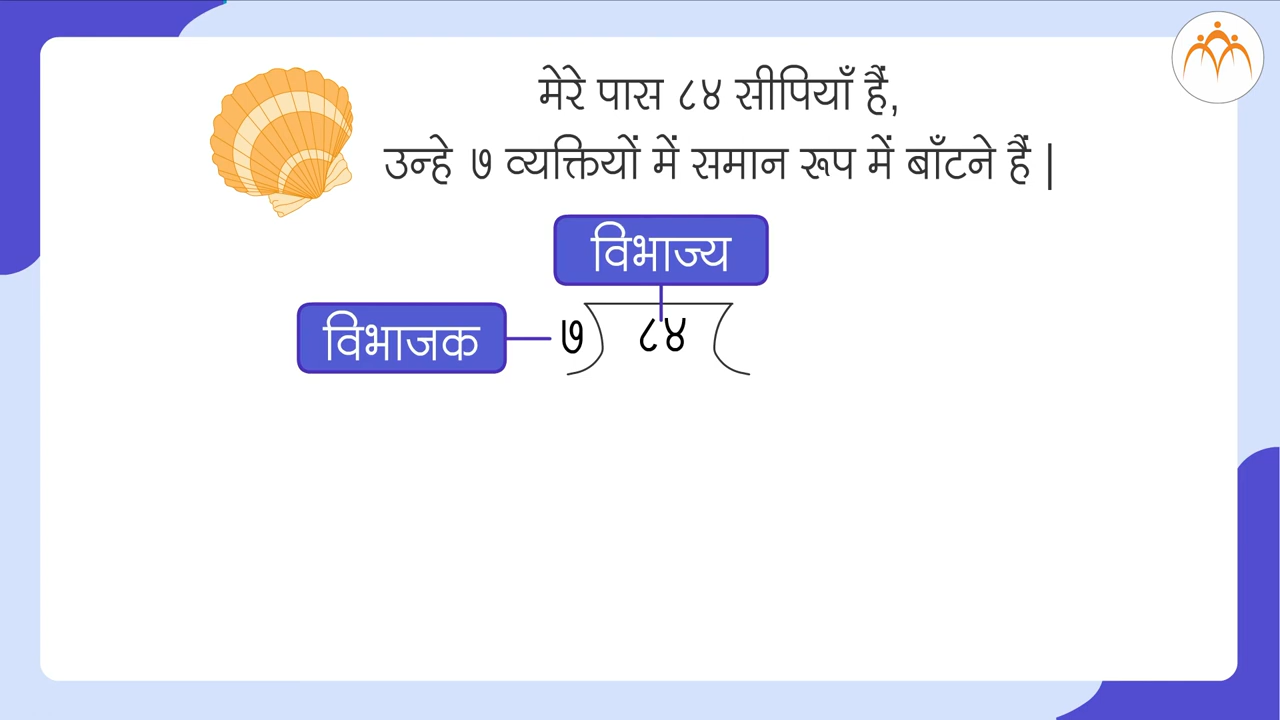 मेरे पास ८४ सीपियाँ हैं,
उन्हे ७ व्यक्तियों में समान रूप में बाँटने हैं |
विभाज्य
विभाजक ७ ८४